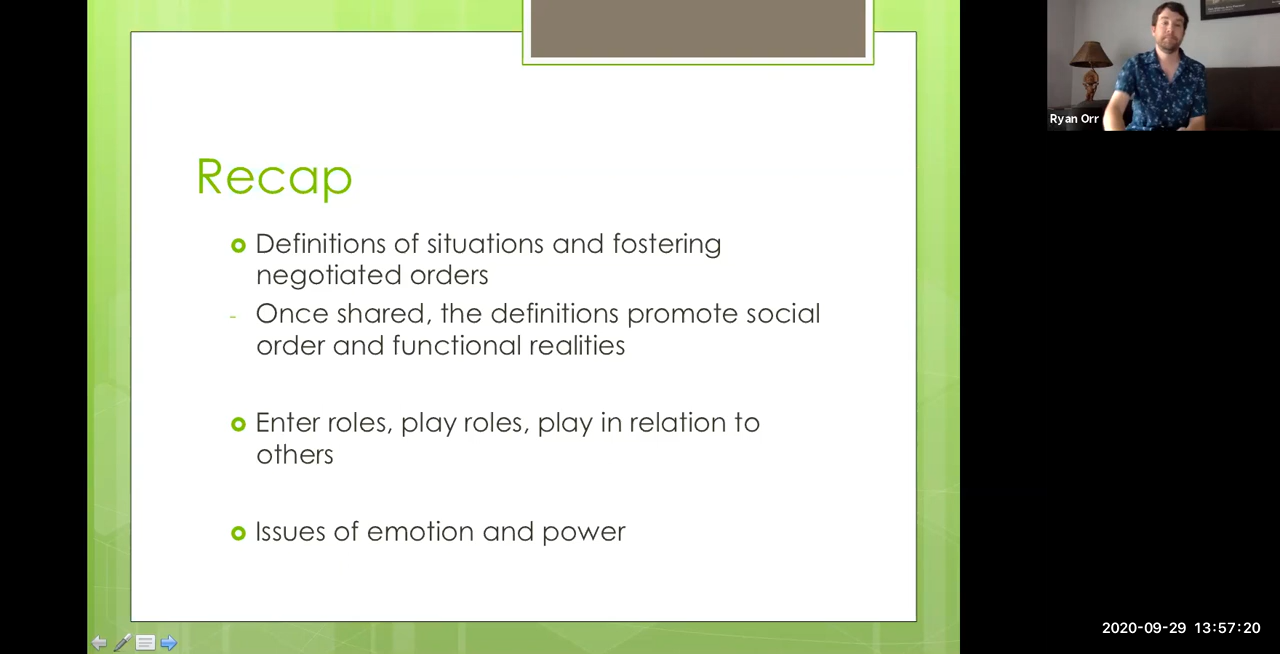 Recap
Definitions of situations and fostering
negotiated orders
- Once shared, the definitions promote social
order and functional realities
Enter roles, play roles, play in relation to
others
Issues of emotion and power
Ryan Orr
2020-09-29 13:57:20